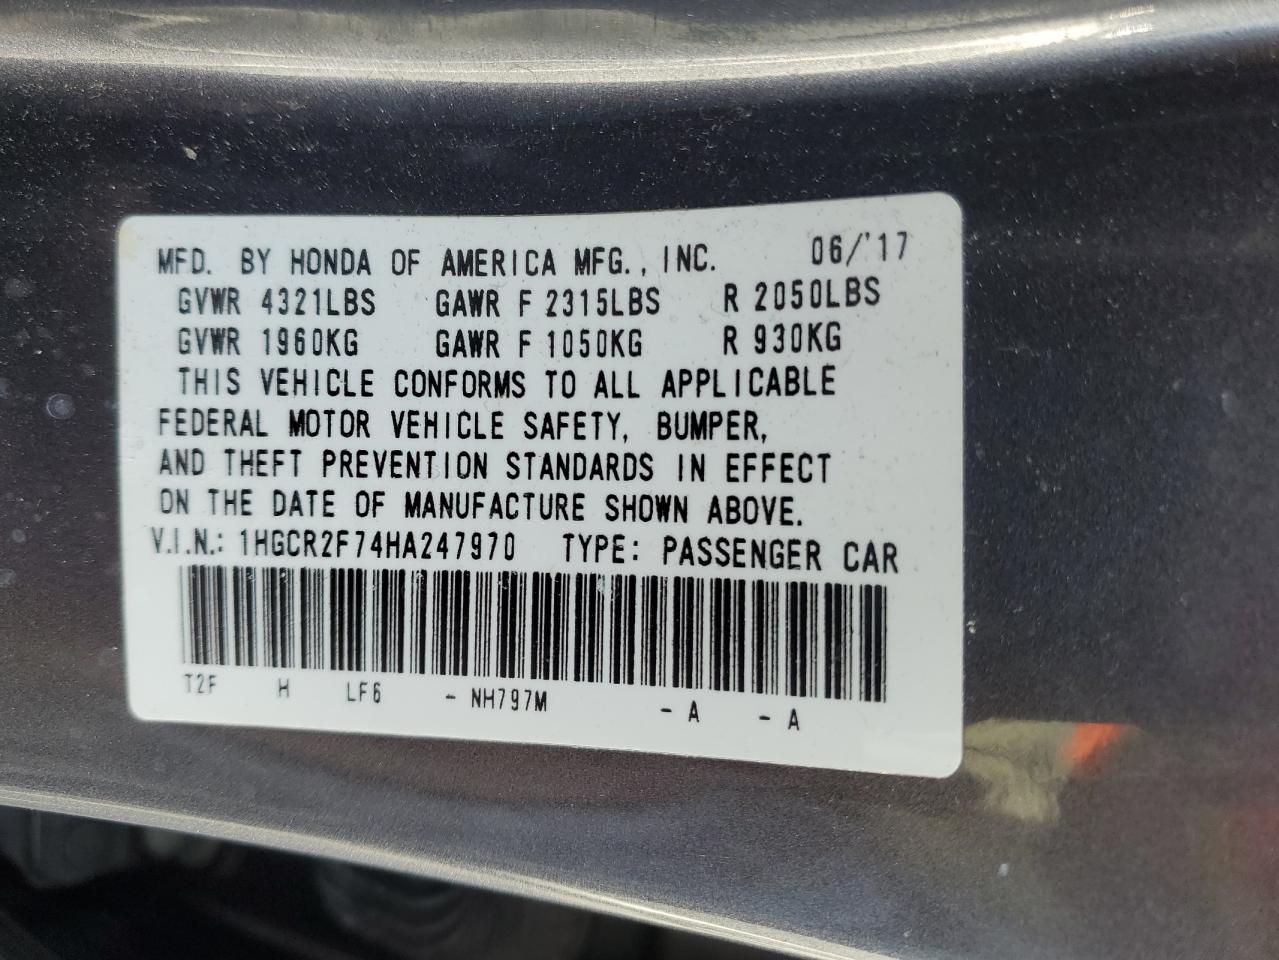 MFD. BY HONDA OF AMERICA MFG., INC. 06/'17
GVWR 4321LBS GAWR F 2315LBS R 2050LBS
GVWR 1960KG GAWR F 1050KG R 930KG
THIS VEHICLE CONFORMS TO ALL APPLICABLE
FEDERAL MOTOR VEHICLE SAFETY, BUMPER,
AND THEFT PREVENTION STANDARDS IN EFFECT
ON THE DATE OF MANUFACTURE SHOWN ABOVE.
V.I.N.: 1HGCR2F74HA247970 TYPE: PASSENGER CAR
T2F H LF6 - NH797M - A - A